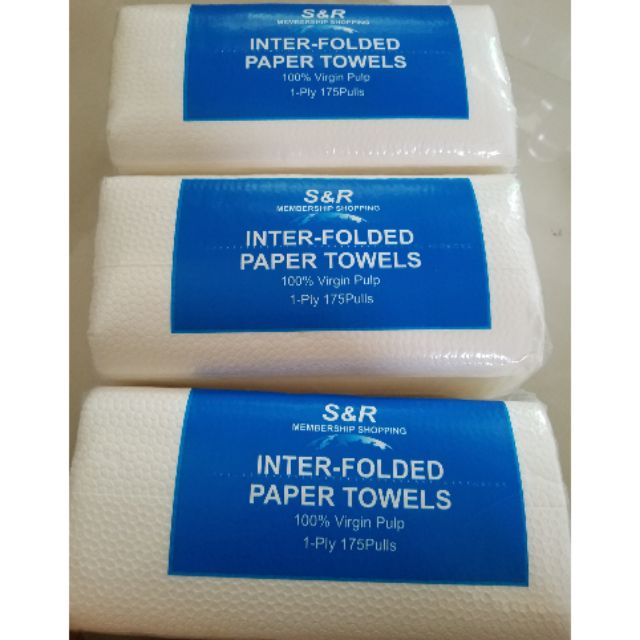 S&R
MEMBERSHIP SHOPPING
INTER-FOLDED
PAPER TOWELS
100% Virgin Pulp
1-Ply 175Pulls
S&R
MEMBERSHIP SHOPPING
INTER-FOLDED
PAPER TOWELS
100% Virgin Pulp
1-Ply 175Pulls
S&R
MEMBERSHIP SHOPPING
INTER-FOLDED
PAPER TOWELS
100% Virgin Pulp
1-Ply 175Pulls